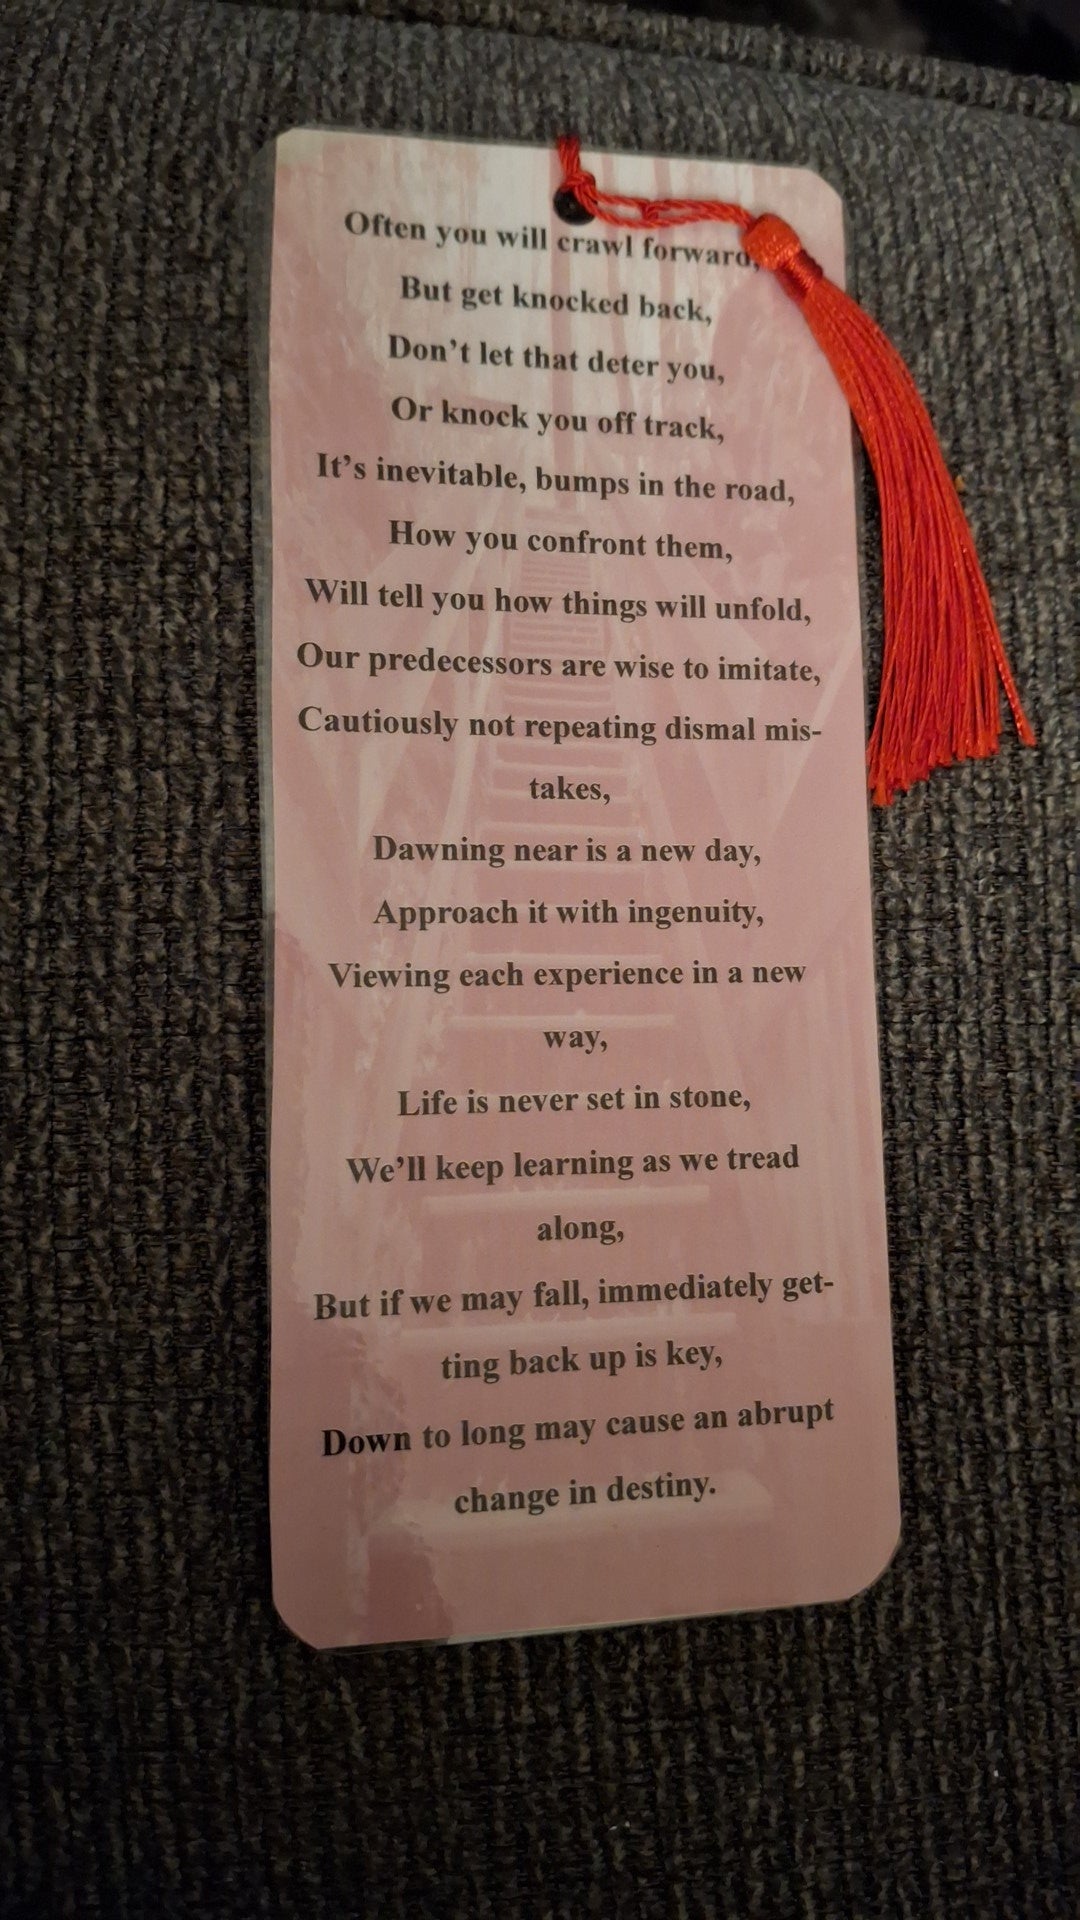 Often you will crawl forward,
But get knocked back,
Don't let that deter you,
Or knock you off track,
It's inevitable, bumps in the road,
How you confront them,
Will tell you how things will unfold,
Our predecessors are wise to imitate,
Cautiously not repeating dismal mis-
takes,
Dawning near is a new day,
Approach it with ingenuity,
Viewing each experience in a new
way,
Life is never set in stone,
We'll keep learning as we tread
along,
But if we may fall, immediately get-
ting back up is key,
Down to long may cause an abrupt
change in destiny.